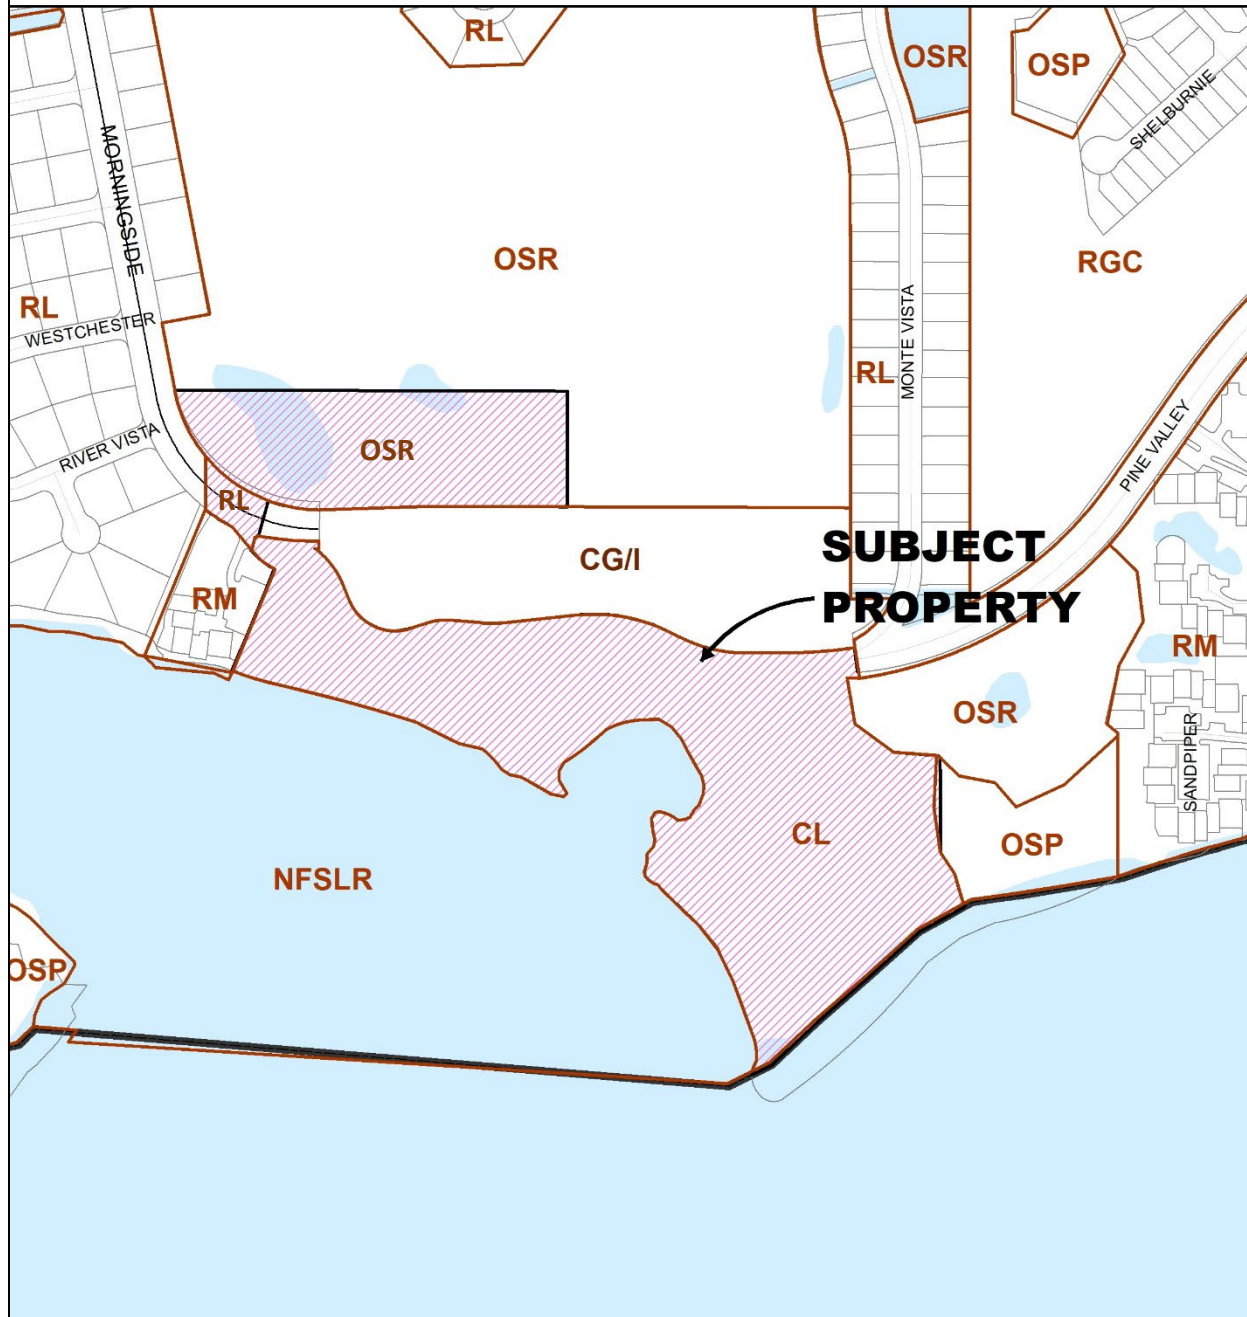 RL
OSR
OSP
SHELBURNIE
MORNINGSIDE
OSR
RGC
RL
WESTCHESTER
MONTE VISTA
RL
RIVER VISTA
OSR
PINE VALLEY
RL
CG/I
SUBJECT
PROPERTY
RM
RM
OSR
SANDPIPER
CL
OSP
NFSLR
OSP